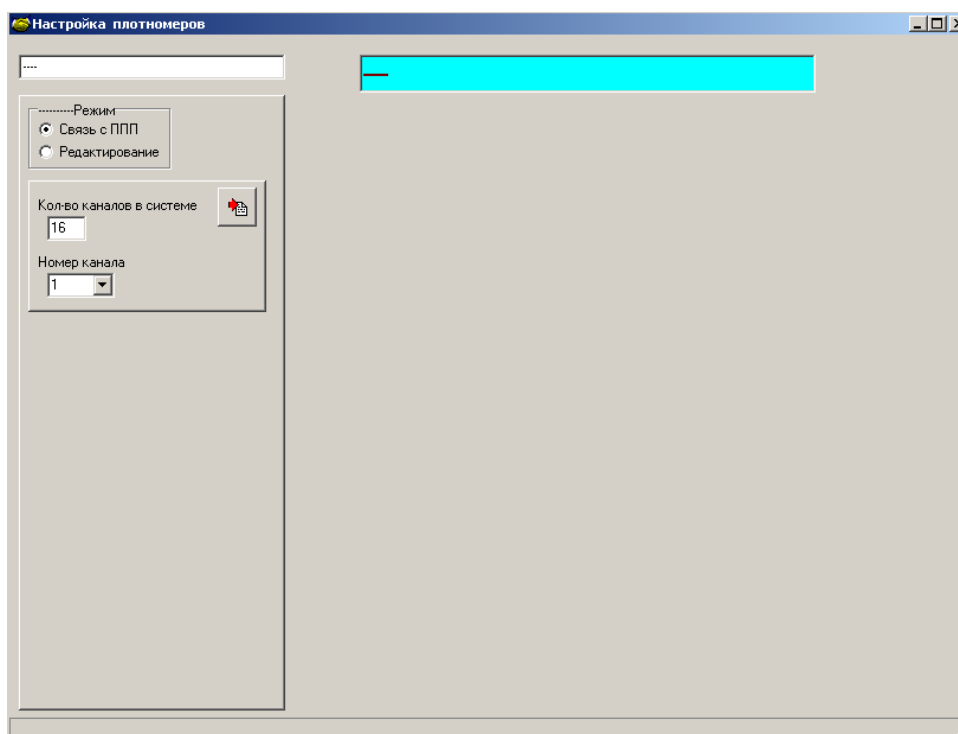 Настройка плотномеров
----
----------Режим
Связь с ППП
Редактирование
Кол-во каналов в системе
16
Номер канала
1